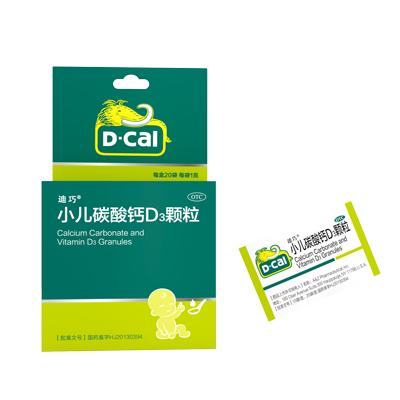 D-Cal
每盒20袋 每袋1克
迪巧®
OTC
小儿碳酸钙D3颗粒
Calcium Carbonate and
Vitamin D3 Granules
【批准文号】国药准字HJ20130394
迪巧®
OTC
小儿碳酸钙D3颗粒
D-Cal
Calcium Carbonate and
Vitamin D3 Granules